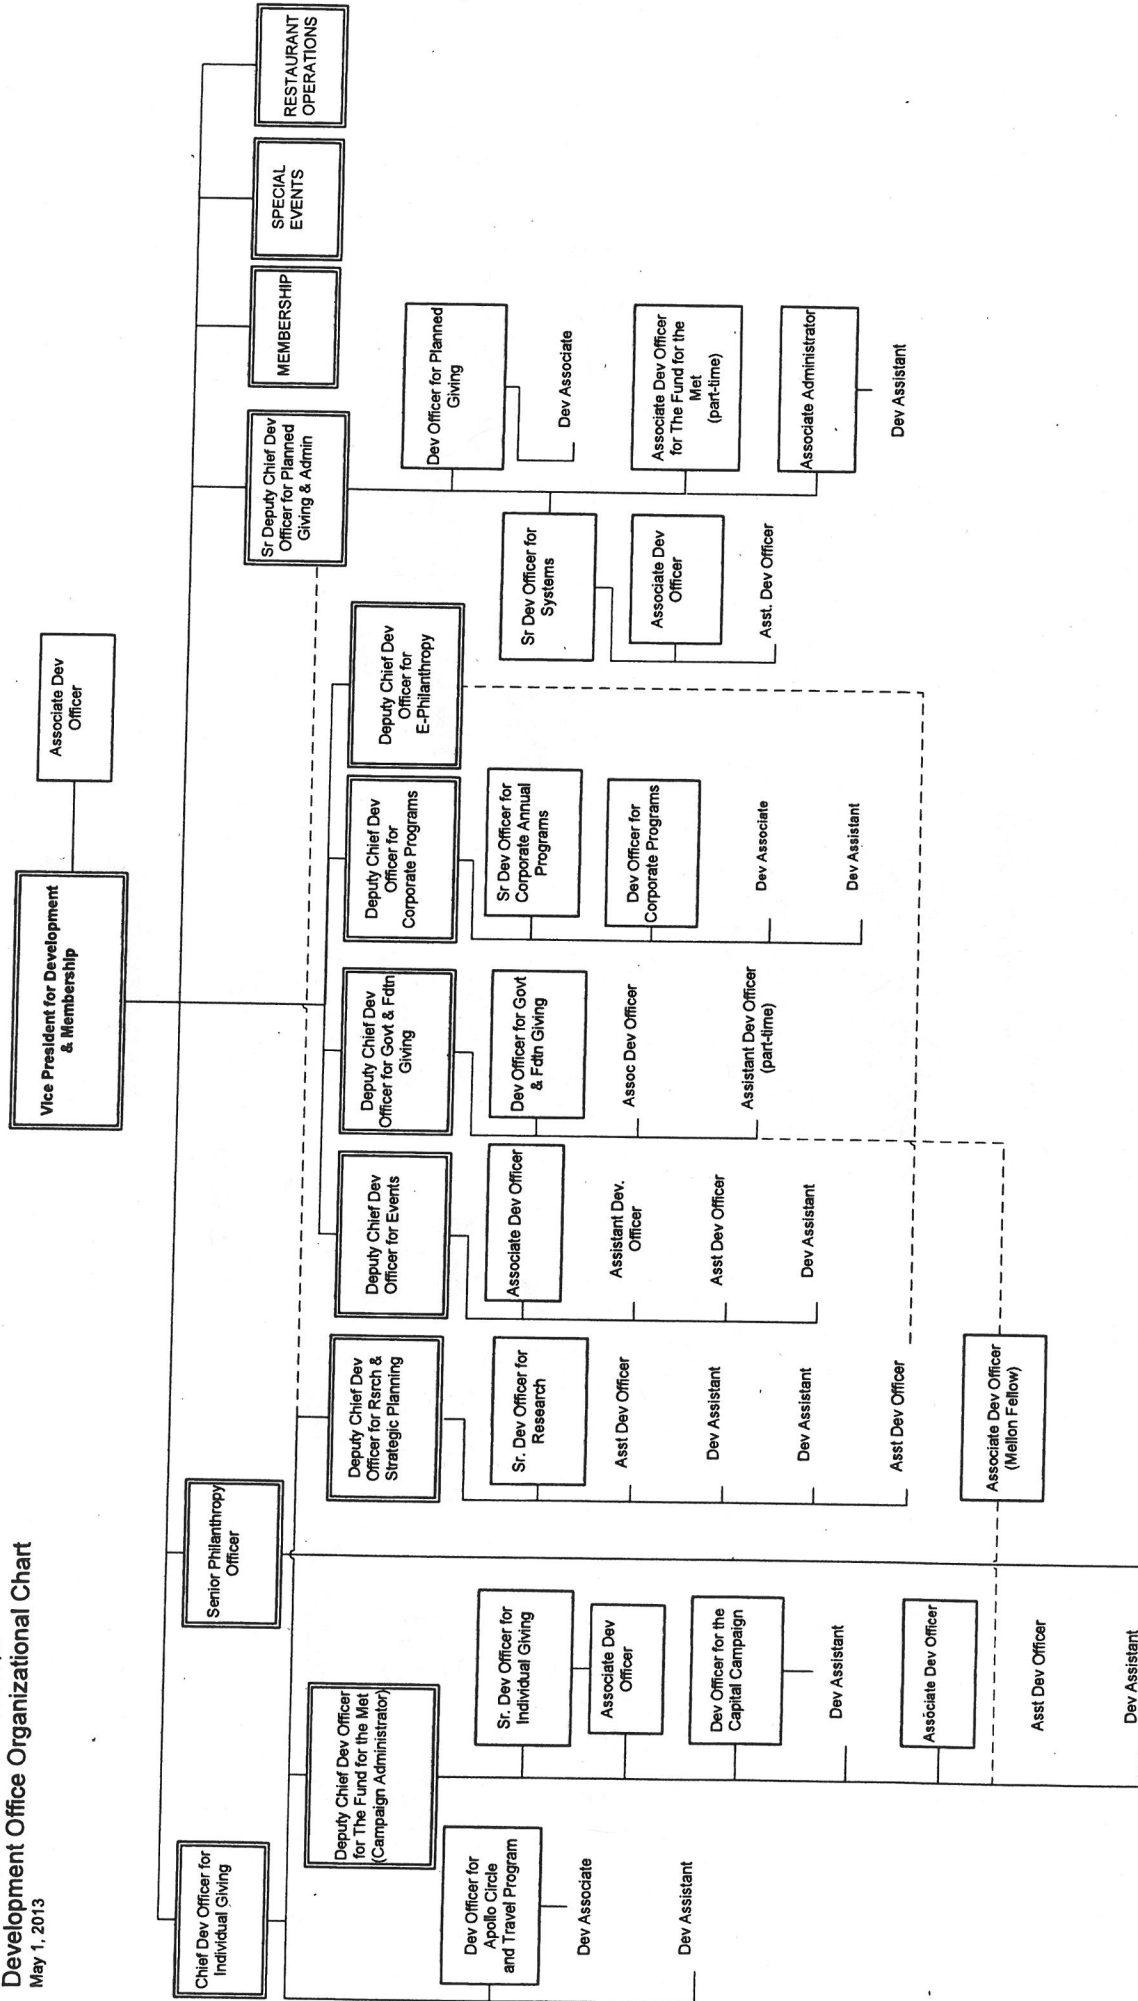 Development Office Organizational Chart
May 1, 2013
Vice President for Development
& Membership
Associate Dev
Officer
Chief Dev Officer for
Individual Giving
Senior Philanthropy
Officer
Sr Deputy Chief Dev
Officer for Planned
Giving & Admin
MEMBERSHIP
SPECIAL
EVENTS
RESTAURANT
OPERATIONS
Deputy Chief Dev Officer
for The Fund for the Met
(Campaign Administrator)
Deputy Chief Dev
Officer for Rsrch &
Strategic Planning
Deputy Chief Dev
Officer for Events
Deputy Chief Dev
Officer for Govt & Fdtn
Giving
Deputy Chief Dev
Officer for
Corporate Programs
Deputy Chief Dev
Officer for
E-Philanthropy
Dev Officer for
Apollo Circle
and Travel Program
Dev Associate
Dev Assistant
Sr. Dev Officer for
Individual Giving
Associate Dev
Officer
Dev Officer for the
Capital Campaign
Dev Assistant
Associate Dev Officer
Asst Dev Officer
Dev Assistant
Sr. Dev Officer for
Research
Asst Dev Officer
Dev Assistant
Dev Assistant
Asst Dev Officer
Associate Dev Officer
(Mellon Fellow)
Associate Dev Officer
Assistant Dev.
Officer
Asst Dev Officer
Dev Assistant
Dev Officer for Govt
& Fdtn Giving
Assoc Dev Officer
Assistant Dev Officer
(part-time)
Sr Dev Officer for
Corporate Annual
Programs
Dev Officer for
Corporate Programs
Dev Associate
Dev Assistant
Sr Dev Officer for
Systems
Associate Dev
Officer
Asst. Dev Officer
Dev Officer for Planned
Giving
Dev Associate
Associate Dev Officer
for The Fund for the
Met
(part-time)
Associate Administrator
Dev Assistant